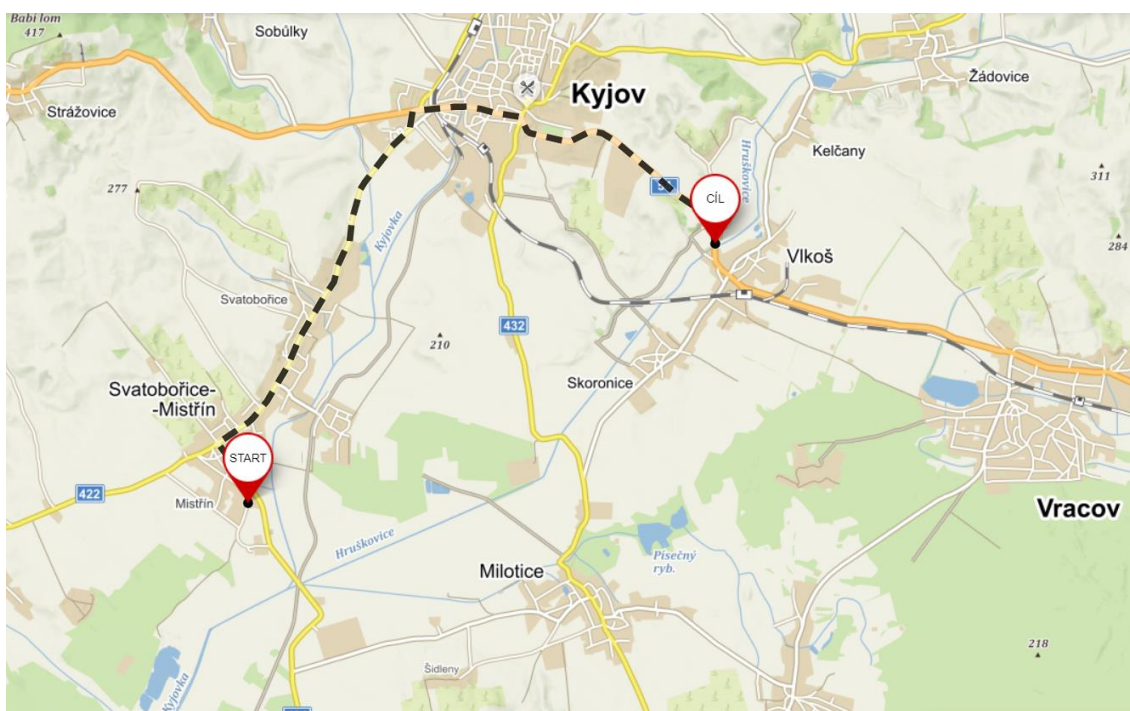 Babí lom
417
Sobůlky
Strážovice
Kyjov
Žádovice
Kelčany
Hruškovice
311
277
CÍL
Kyjovka
284
Vlkoš
Svatobořice
432
210
Svatobořice-
-Mistřín
Skoronice
START
422
Mistřín
Vracov
Hruškovice
Písečný
ryb.
Milotice
218
Šidleny
Kyjovka